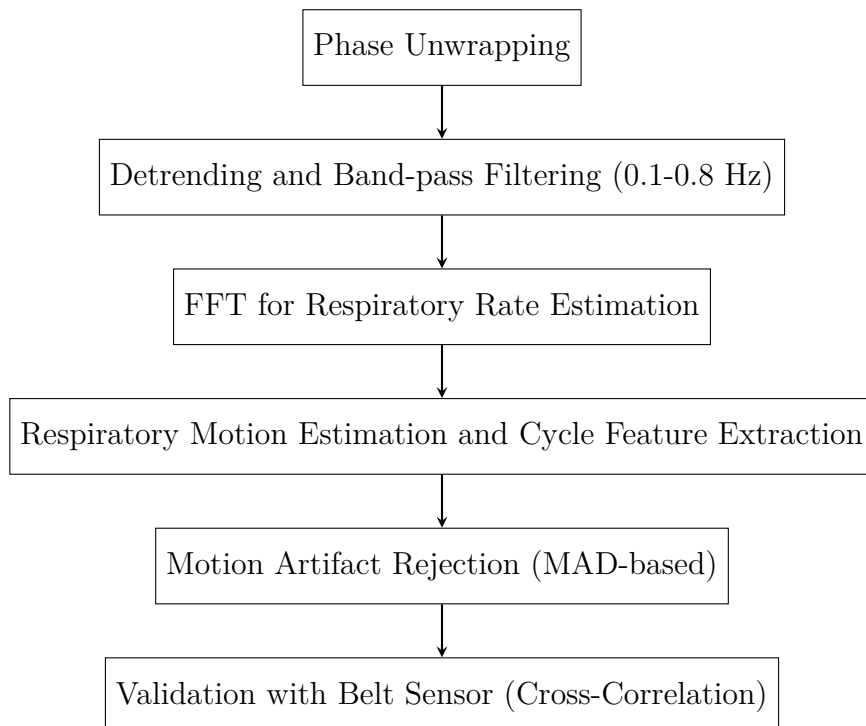 Phase Unwrapping
Detrending and Band-pass Filtering (0.1-0.8 Hz)
FFT for Respiratory Rate Estimation
Respiratory Motion Estimation and Cycle Feature Extraction
Motion Artifact Rejection (MAD-based)
Validation with Belt Sensor (Cross-Correlation)